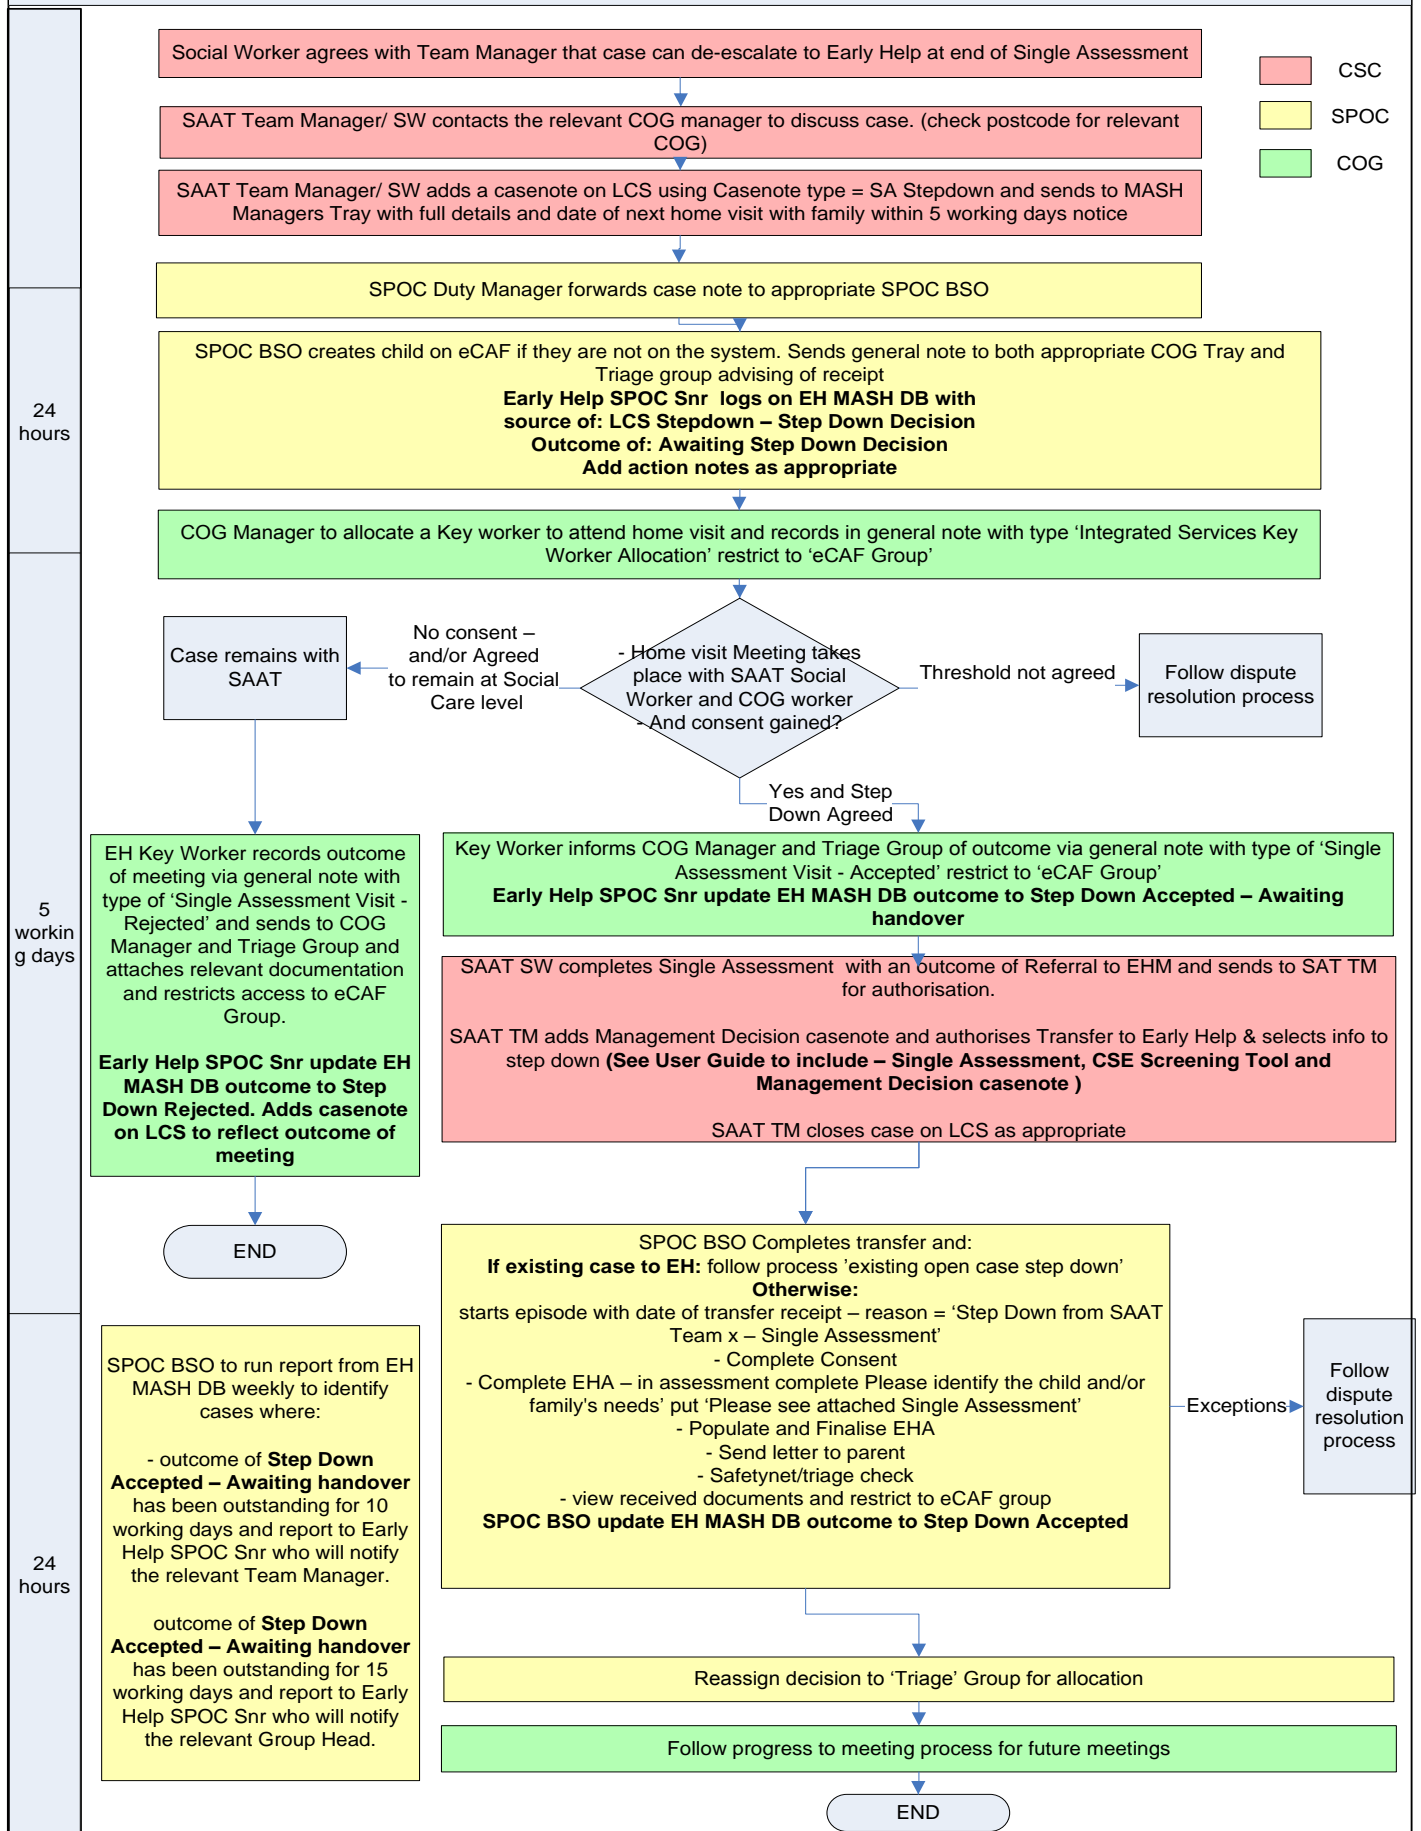 Social Worker agrees with Team Manager that case can de-escalate to Early Help at end of Single Assessment
CSC
SPOC
COG
SAAT Team Manager/ SW contacts the relevant COG manager to discuss case. (check postcode for relevant
COG)
SAAT Team Manager/ SW adds a casenote on LCS using Casenote type = SA Stepdown and sends to MASH
Managers Tray with full details and date of next home visit with family within 5 working days notice
SPOC Duty Manager forwards case note to appropriate SPOC BSO
24
hours
SPOC BSO creates child on eCAF if they are not on the system. Sends general note to both appropriate COG Tray and
Triage group advising of receipt
Early Help SPOC Snr  logs on EH MASH DB with
source of: LCS Stepdown – Step Down Decision
Outcome of: Awaiting Step Down Decision
Add action notes as appropriate
COG Manager to allocate a Key worker to attend home visit and records in general note with type ‘Integrated Services Key
Worker Allocation’ restrict to ‘eCAF Group’
5
workin
g days
- Home visit Meeting takes
place with SAAT Social
Worker and COG worker
- And consent gained?
No consent –
and/or Agreed
to remain at Social
Care level
Case remains with
SAAT
Threshold not agreed
Follow dispute
resolution process
Yes and Step
Down Agreed
EH Key Worker records outcome
of meeting via general note with
type of ‘Single Assessment Visit -
Rejected’ and sends to COG
Manager and Triage Group and
attaches relevant documentation
and restricts access to eCAF
Group.
Early Help SPOC Snr update EH
MASH DB outcome to Step
Down Rejected. Adds casenote
on LCS to reflect outcome of
meeting
END
Key Worker informs COG Manager and Triage Group of outcome via general note with type of ‘Single
Assessment Visit - Accepted’ restrict to ‘eCAF Group’
Early Help SPOC Snr update EH MASH DB outcome to Step Down Accepted – Awaiting
handover
SAAT SW completes Single Assessment  with an outcome of Referral to EHM and sends to SAT TM
for authorisation.
SAAT TM adds Management Decision casenote and authorises Transfer to Early Help & selects info to
step down (See User Guide to include – Single Assessment, CSE Screening Tool and
Management Decision casenote )
SAAT TM closes case on LCS as appropriate
24
hours
SPOC BSO to run report from EH
MASH DB weekly to identify
cases where:
- outcome of Step Down
Accepted – Awaiting handover
has been outstanding for 10
working days and report to Early
Help SPOC Snr who will notify
the relevant Team Manager.
outcome of Step Down
Accepted – Awaiting handover
has been outstanding for 15
working days and report to Early
Help SPOC Snr who will notify
the relevant Group Head.
SPOC BSO Completes transfer and:
If existing case to EH: follow process ’existing open case step down’
Otherwise:
starts episode with date of transfer receipt – reason = ‘Step Down from SAAT
Team x – Single Assessment’
- Complete Consent
- Complete EHA – in assessment complete Please identify the child and/or
family's needs’ put ‘Please see attached Single Assessment’
- Populate and Finalise EHA
- Send letter to parent
- Safetynet/triage check
- view received documents and restrict to eCAF group
SPOC BSO update EH MASH DB outcome to Step Down Accepted
Exceptions
Follow
dispute
resolution
process
Reassign decision to ‘Triage’ Group for allocation
Follow progress to meeting process for future meetings
END